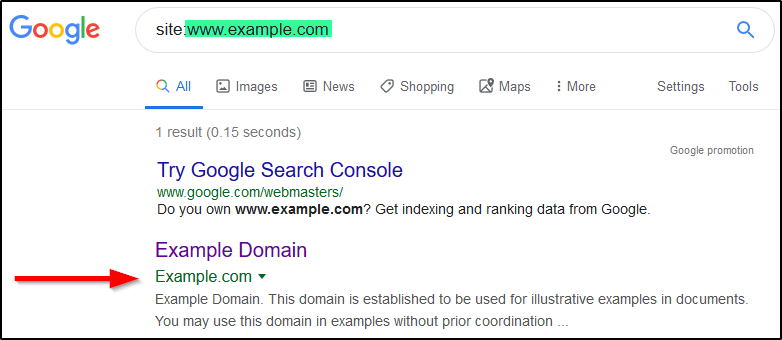 Google site:www.example.com
All Images News Shopping Maps More Settings Tools
1 result (0.15 seconds)
Google promotion
Try Google Search Console
www.google.com/webmasters/
Do you own www.example.com? Get indexing and ranking data from Google.
Example Domain
Example.com
Example Domain. This domain is established to be used for illustrative examples in documents.
You may use this domain in examples without prior coordination ...